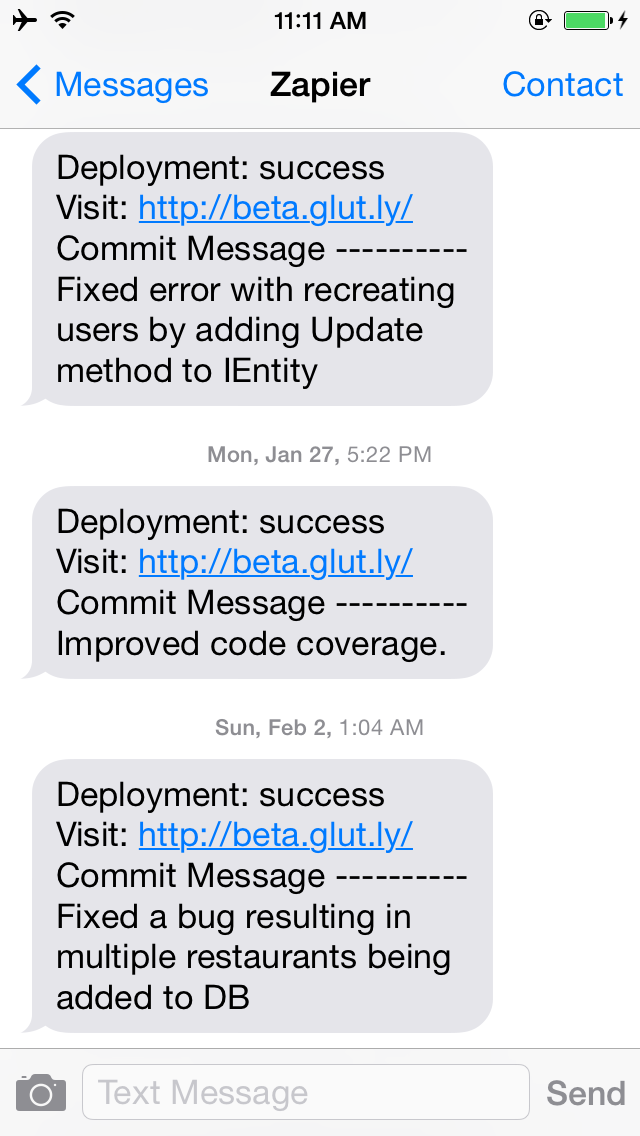 11:11 AM
Messages Zapier Contact
Deployment: success
Visit: http://beta.glut.ly/
Commit Message ----------
Fixed error with recreating
users by adding Update
method to IEntity
Mon, Jan 27, 5:22 PM
Deployment: success
Visit: http://beta.glut.ly/
Commit Message ----------
Improved code coverage.
Sun, Feb 2, 1:04 AM
Deployment: success
Visit: http://beta.glut.ly/
Commit Message ----------
Fixed a bug resulting in
multiple restaurants being
added to DB
Text Message Send